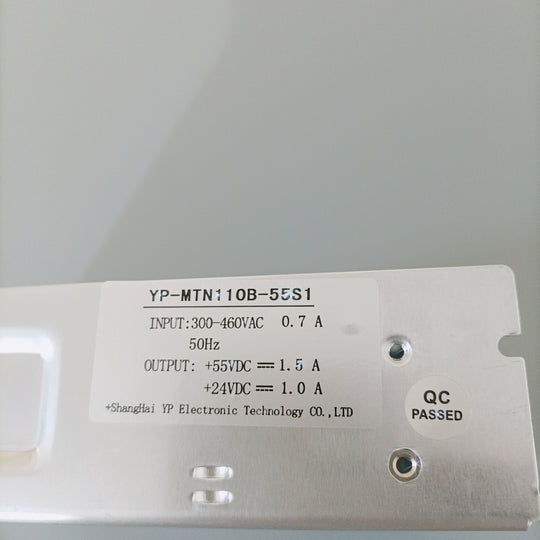 YP-MTN110B-55S1
INPUT:300-460VAC 0.7 A
50Hz
OUTPUT: +55VDC⎓1.5 A
+24VDC⎓1.0 A
+ShangHai YP Electronic Technology CO.,LTD
QC
PASSED